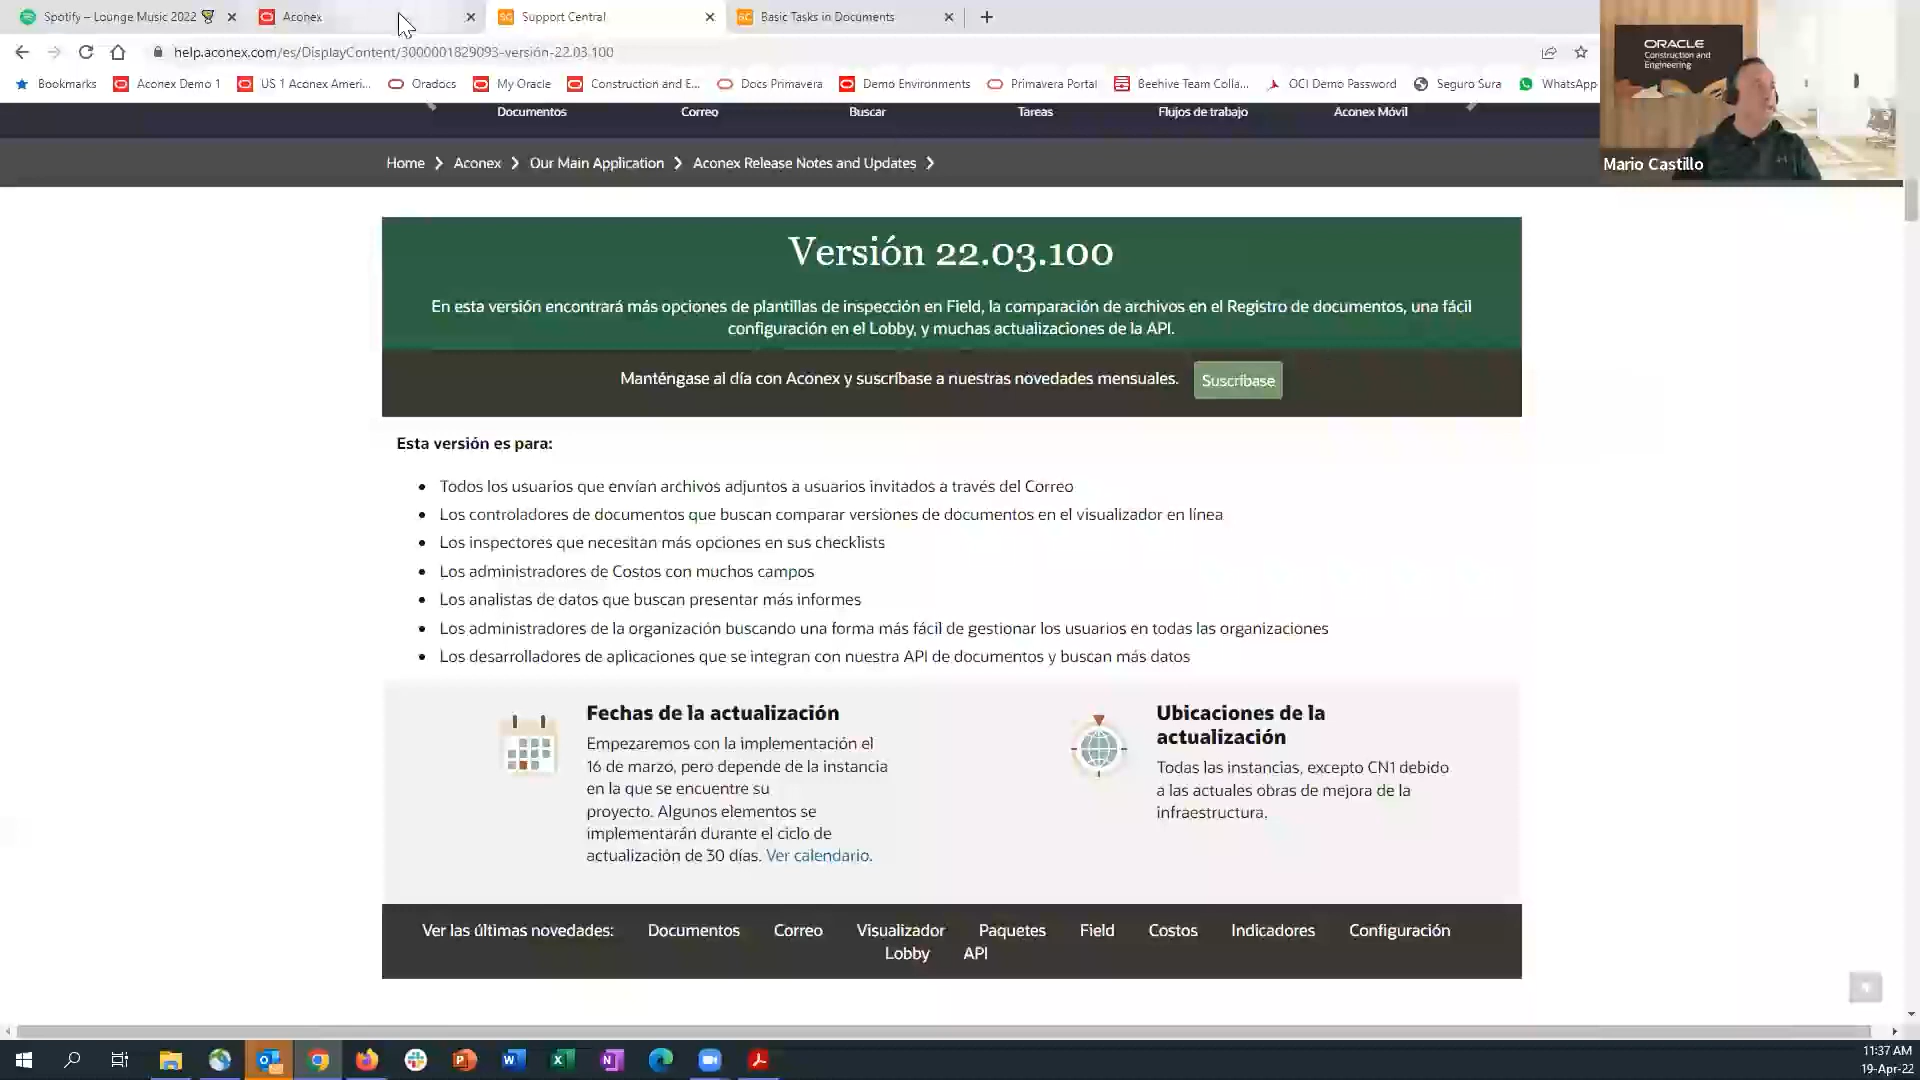 Spotify – Lounge Music 2022
Aconex
Support Central
Basic Tasks in Documents
help.aconex.com/es/DisplayContent/3000001829093-versión-22.03.100
Bookmarks
Aconex Demo 1
US 1 Aconex Ameri...
Oradocs
My Oracle
Construction and E...
Docs Primavera
Demo Environments
Primavera Portal
Beehive Team Colla...
OCI Demo Password
Seguro Sura
WhatsApp
ORACLE
Construction and
Engineering
Mario Castillo
Documentos
Correo
Buscar
Tareas
Flujos de trabajo
Aconex Móvil
Home > Aconex > Our Main Application > Aconex Release Notes and Updates >
Versión 22.03.100
En esta versión encontrará más opciones de plantillas de inspección en Field, la comparación de archivos en el Registro de documentos, una fácil
configuración en el Lobby, y muchas actualizaciones de la API.
Manténgase al día con Aconex y suscríbase a nuestras novedades mensuales.
Suscríbase
Esta versión es para:
Todos los usuarios que envían archivos adjuntos a usuarios invitados a través del Correo
Los controladores de documentos que buscan comparar versiones de documentos en el visualizador en línea
Los inspectores que necesitan más opciones en sus checklists
Los administradores de Costos con muchos campos
Los analistas de datos que buscan presentar más informes
Los administradores de la organización buscando una forma más fácil de gestionar los usuarios en todas las organizaciones
Los desarrolladores de aplicaciones que se integran con nuestra API de documentos y buscan más datos
Fechas de la actualización
Empezaremos con la implementación el
16 de marzo, pero depende de la instancia
en la que se encuentre su
proyecto. Algunos elementos se
implementarán durante el ciclo de
actualización de 30 días. Ver calendario.
Ubicaciones de la
actualización
Todas las instancias, excepto CN1 debido
a las actuales obras de mejora de la
infraestructura.
Ver las últimas novedades:
Documentos
Correo
Visualizador
Paquetes
Field
Costos
Indicadores
Configuración
Lobby
API
11:37 AM
19-Apr-22